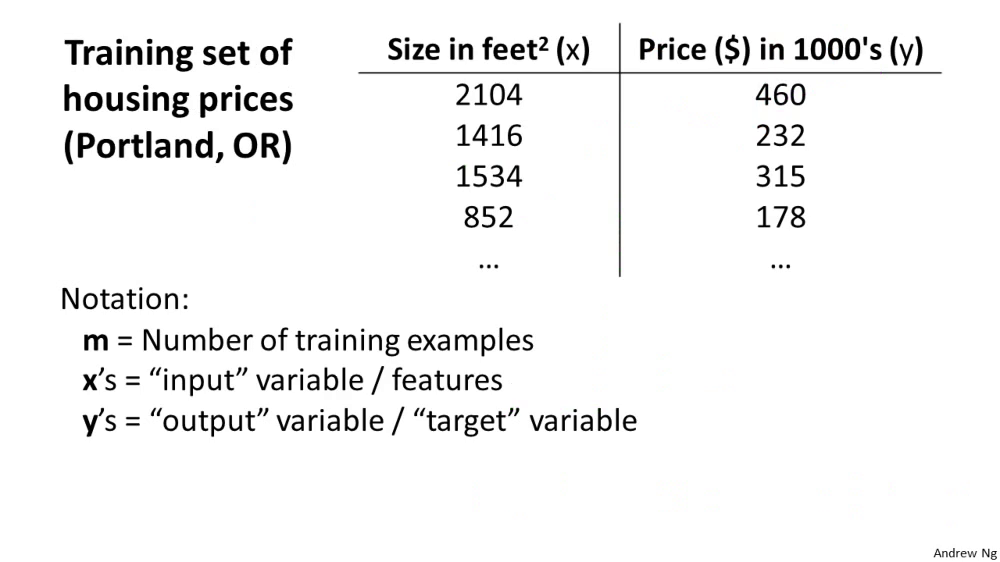 Training set of
housing prices
(Portland, OR)
Size in feet² (x) Price ($) in 1000's (y)
2104 460
1416 232
1534 315
852 178
... ...
Notation:
m = Number of training examples
x’s = “input” variable / features
y’s = “output” variable / “target” variable
Andrew Ng